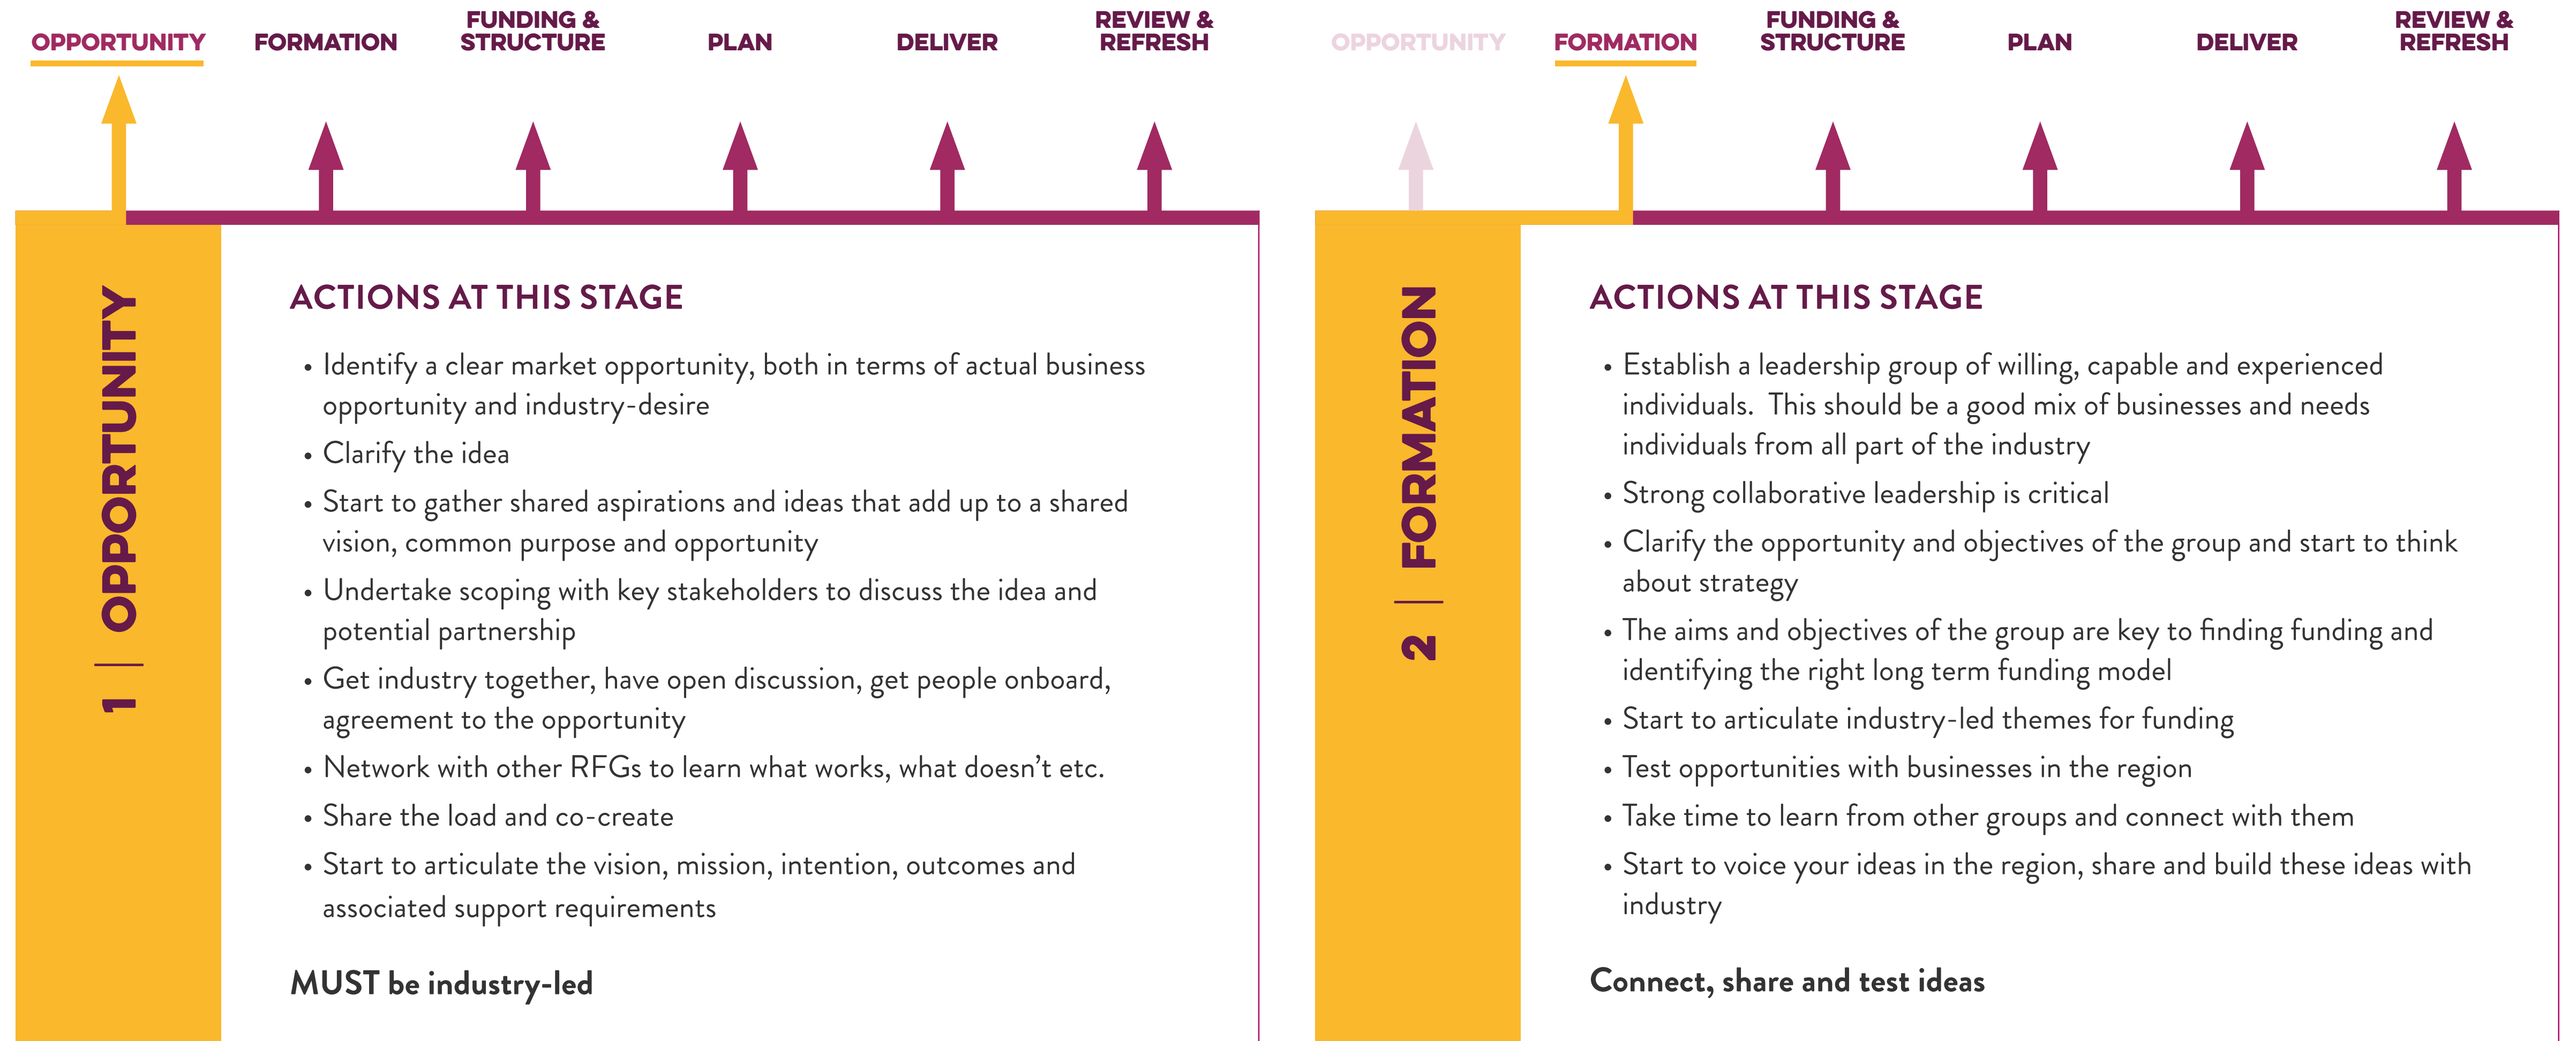 OPPORTUNITY
FORMATION
FUNDING &
STRUCTURE
PLAN
DELIVER
REVIEW &
REFRESH
1 | OPPORTUNITY
ACTIONS AT THIS STAGE
• Identify a clear market opportunity, both in terms of actual business
opportunity and industry-desire
• Clarify the idea
• Start to gather shared aspirations and ideas that add up to a shared
vision, common purpose and opportunity
• Undertake scoping with key stakeholders to discuss the idea and
potential partnership
• Get industry together, have open discussion, get people onboard,
agreement to the opportunity
• Network with other RFGs to learn what works, what doesn’t etc.
• Share the load and co-create
• Start to articulate the vision, mission, intention, outcomes and
associated support requirements
MUST be industry-led
OPPORTUNITY
FORMATION
FUNDING &
STRUCTURE
PLAN
DELIVER
REVIEW &
REFRESH
2 | FORMATION
ACTIONS AT THIS STAGE
• Establish a leadership group of willing, capable and experienced
individuals.  This should be a good mix of businesses and needs
individuals from all part of the industry
• Strong collaborative leadership is critical
• Clarify the opportunity and objectives of the group and start to think
about strategy
• The aims and objectives of the group are key to finding funding and
identifying the right long term funding model
• Start to articulate industry-led themes for funding
• Test opportunities with businesses in the region
• Take time to learn from other groups and connect with them
• Start to voice your ideas in the region, share and build these ideas with
industry
Connect, share and test ideas